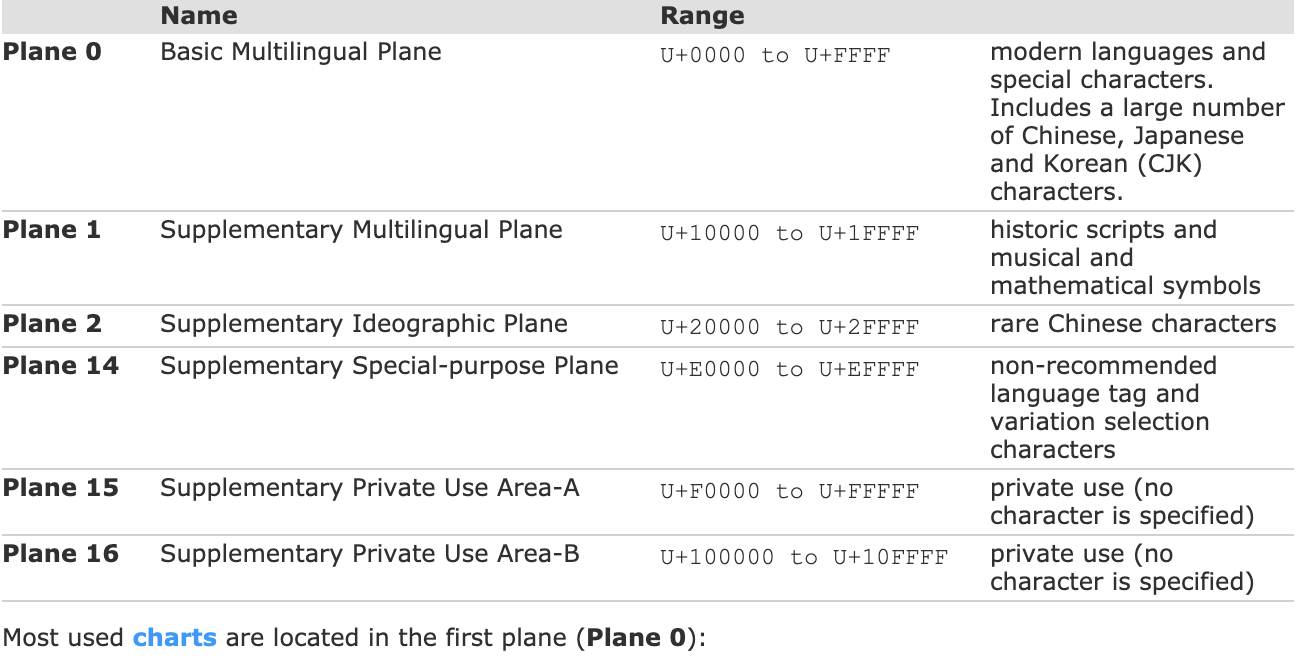 Name Range
Plane 0 Basic Multilingual Plane U+0000 to U+FFFF modern languages and
special characters.
Includes a large number
of Chinese, Japanese
and Korean (CJK)
characters.
Plane 1 Supplementary Multilingual Plane U+10000 to U+1FFFF historic scripts and
musical and
mathematical symbols
Plane 2 Supplementary Ideographic Plane U+20000 to U+2FFFF rare Chinese characters
Plane 14 Supplementary Special-purpose Plane U+E0000 to U+EFFFF non-recommended
language tag and
variation selection
characters
Plane 15 Supplementary Private Use Area-A U+F0000 to U+FFFFF private use (no
character is specified)
Plane 16 Supplementary Private Use Area-B U+100000 to U+10FFFF private use (no
character is specified)
Most used charts are located in the first plane (Plane 0):